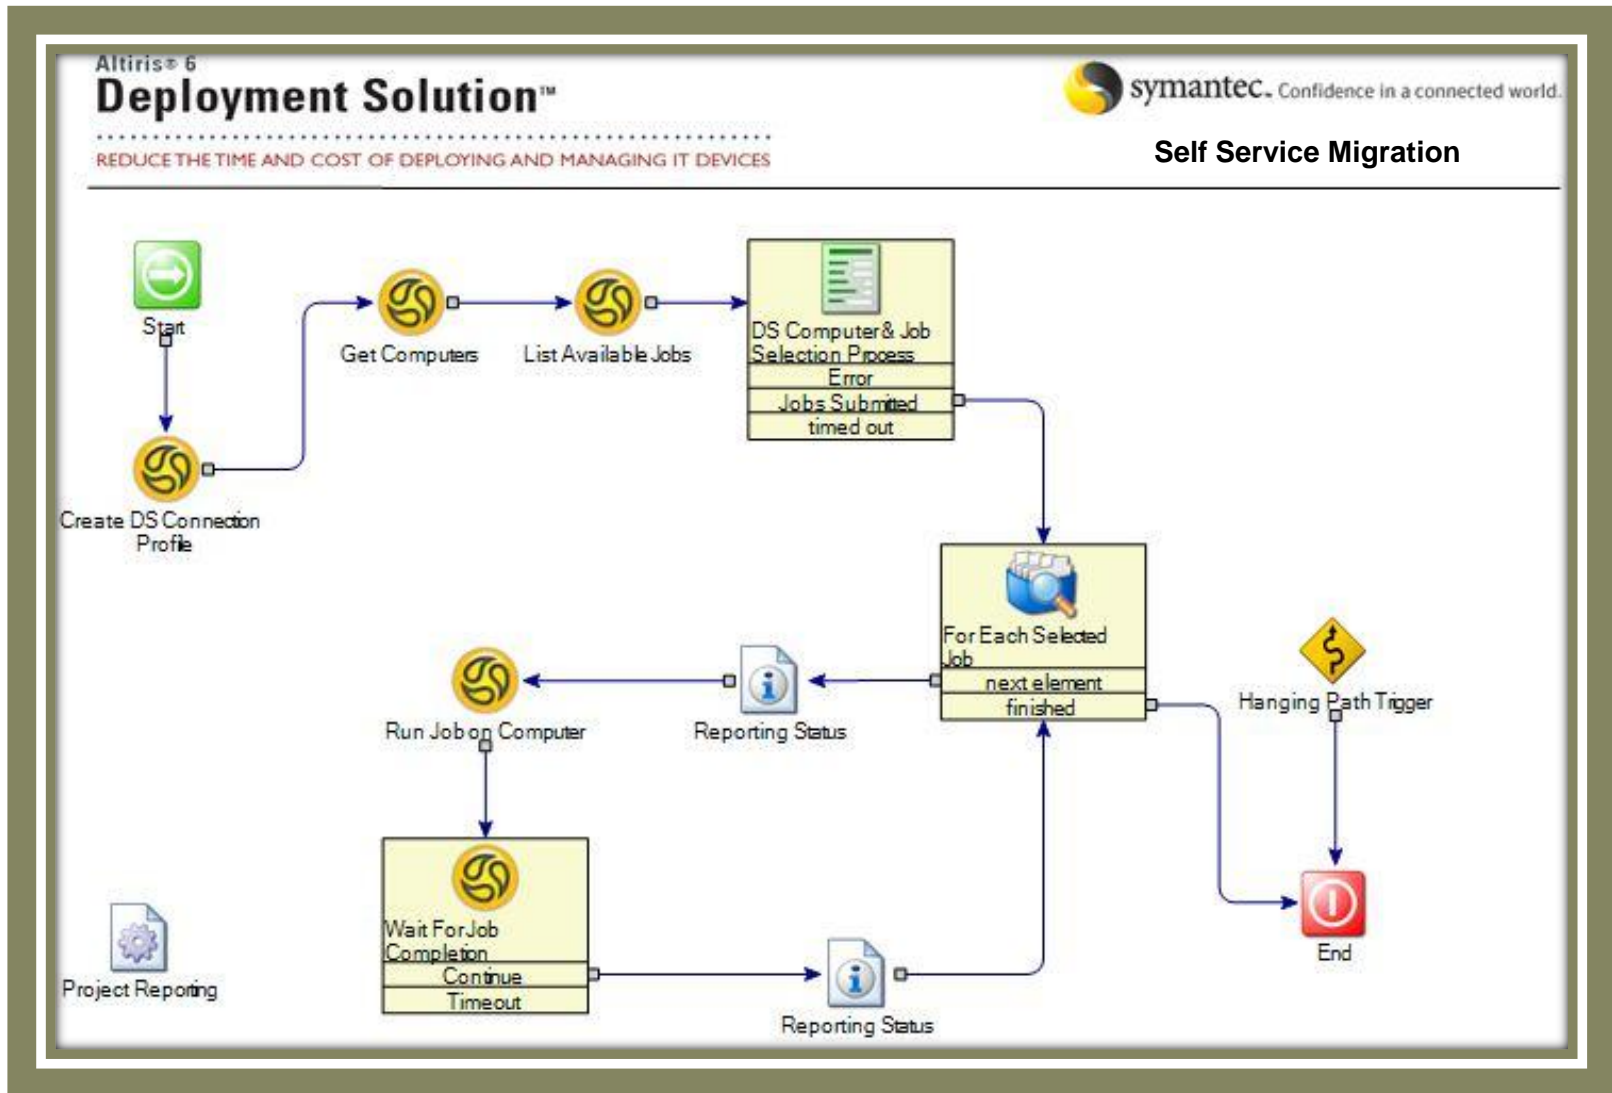 Altiris® 6
Deployment Solution™
REDUCE THE TIME AND COST OF DEPLOYING AND MANAGING IT DEVICES
symantec. Confidence in a connected world.
Self Service Migration
Start
Get Computers
List Available Jobs
DS Computer & Job
Selection Process
Error
Jobs Submitted
timed out
Create DS Connection
Profile
For Each Selected
Job
next element
finished
Hanging Path Trigger
Run Job on Computer
Reporting Status
Wait For Job
Completion
Continue
Timeout
Project Reporting
Reporting Status
End